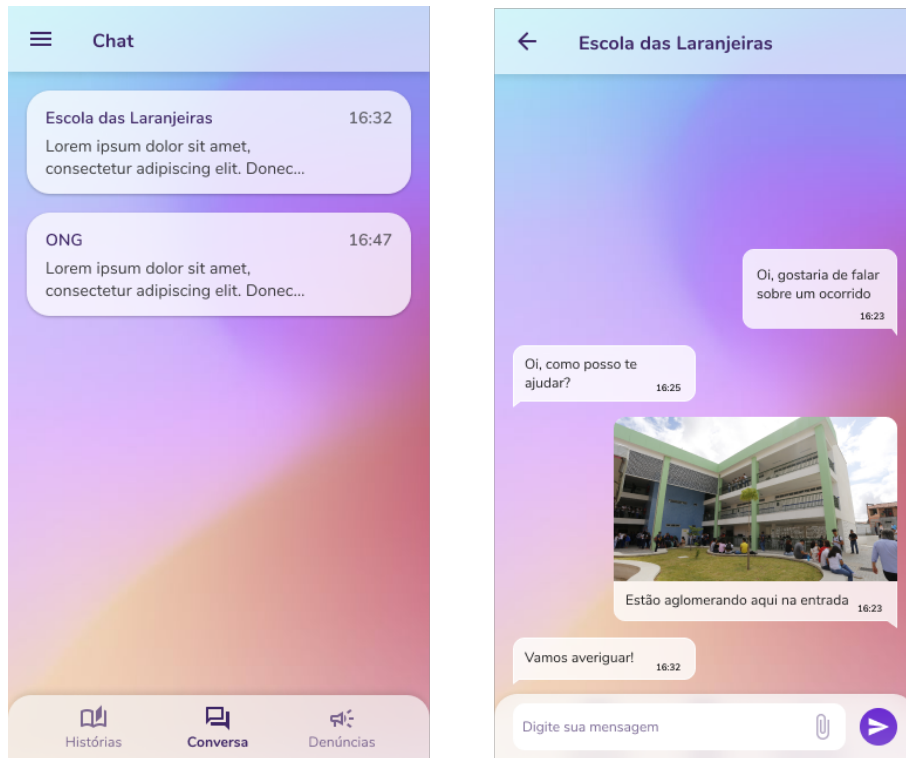 Chat
Escola das Laranjeiras 16:32
Lorem ipsum dolor sit amet,
consectetur adipiscing elit. Donec...
ONG 16:47
Lorem ipsum dolor sit amet,
consectetur adipiscing elit. Donec...
Histórias Conversa Denúncias
Escola das Laranjeiras
Oi, gostaria de falar
sobre um ocorrido
16:23
Oi, como posso te
ajudar? 16:25
Estão aglomerando aqui na entrada 16:23
Vamos averiguar! 16:32
Digite sua mensagem